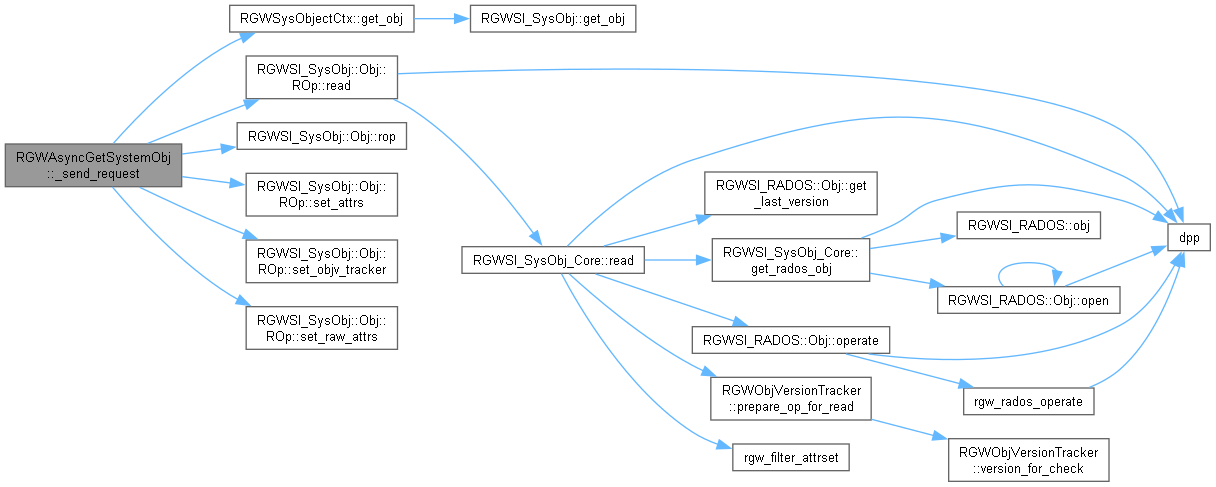 RGWAsyncGetSystemObj
::_send_request
RGWSysObjectCtx::get_obj
RGWSI_SysObj::get_obj
RGWSI_SysObj::Obj::
ROp::read
RGWSI_SysObj::Obj::rop
RGWSI_SysObj::Obj::
ROp::set_attrs
RGWSI_SysObj::Obj::
ROp::set_objv_tracker
RGWSI_SysObj::Obj::
ROp::set_raw_attrs
RGWSI_SysObj_Core::read
RGWSI_RADOS::Obj::get
_last_version
RGWSI_SysObj_Core::
get_rados_obj
RGWSI_RADOS::Obj::operate
RGWObjVersionTracker
::prepare_op_for_read
rgw_filter_attrset
RGWSI_RADOS::obj
RGWSI_RADOS::Obj::open
rgw_rados_operate
RGWObjVersionTracker
::version_for_check
dpp